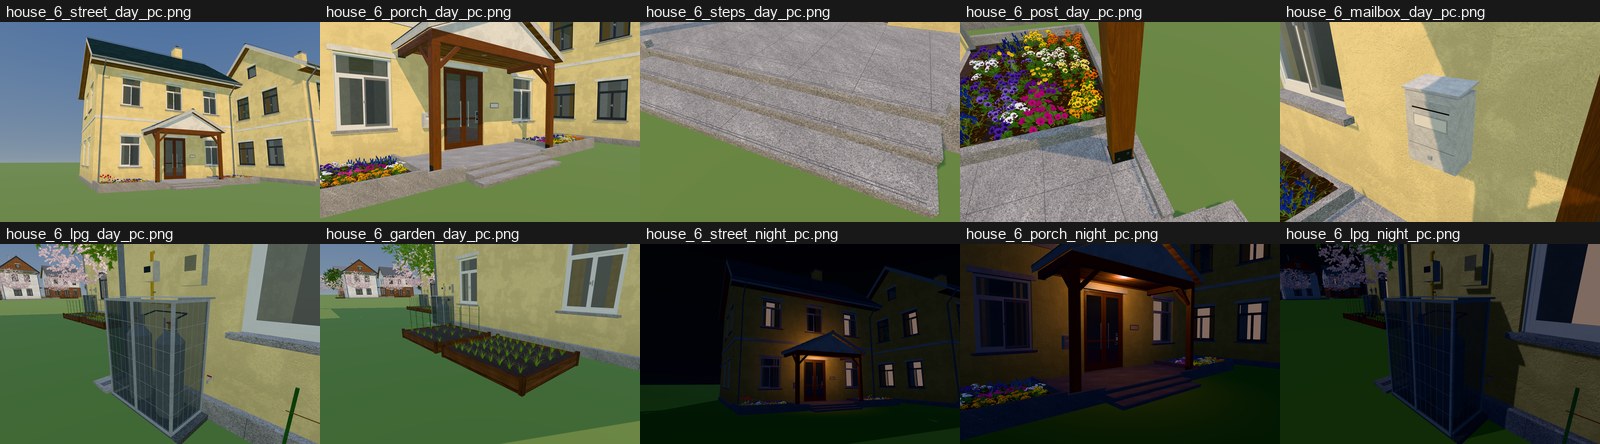 house_6_street_day_pc.png
house_6_porch_day_pc.png
house_6_steps_day_pc.png
house_6_post_day_pc.png
house_6_mailbox_day_pc.png
house_6_lpg_day_pc.png
house_6_garden_day_pc.png
house_6_street_night_pc.png
house_6_porch_night_pc.png
house_6_lpg_night_pc.png